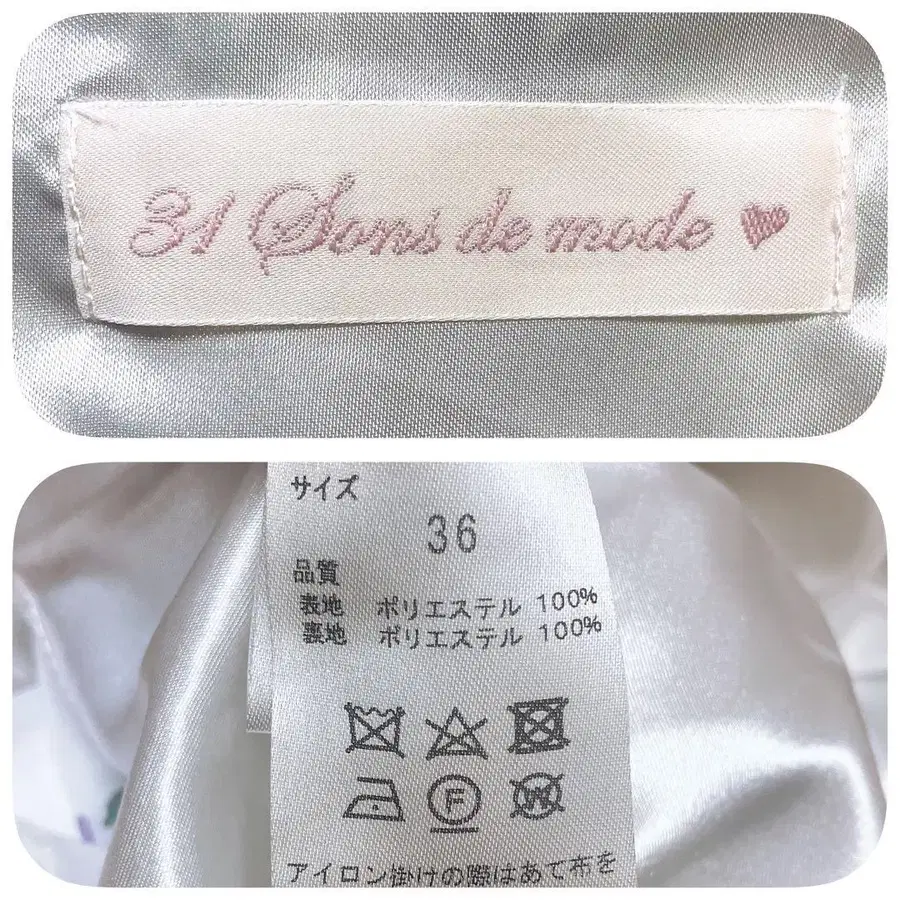 31 Sons de mode
サイズ
36
品質
表地 ポリエステル 100%
裏地 ポリエステル 100%
F
W
アイロン掛けの際はあて布を